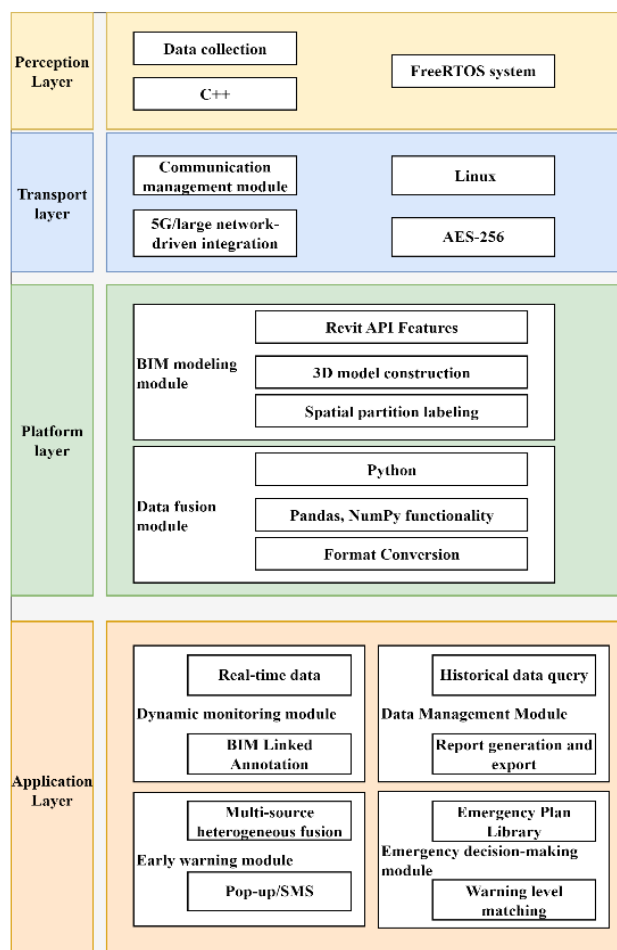 Perception
Layer
Data collection
C++
FreeRTOS system
Transport
layer
Communication
management module
5G/large network-
driven integration
Linux
AES-256
Platform
layer
BIM modeling
module
Revit API Features
3D model construction
Spatial partition labeling
Data fusion
module
Python
Pandas, NumPy functionality
Format Conversion
Application
Layer
Real-time data
Dynamic monitoring module
BIM Linked
Annotation
Historical data query
Data Management Module
Report generation and
export
Multi-source
heterogeneous fusion
Early warning module
Pop-up/SMS
Emergency Plan
Library
Emergency decision-making
module
Warning level
matching